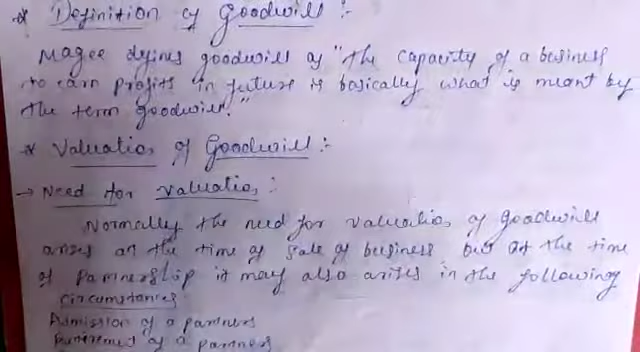 * Definition of Goodwill :-
Magee defines goodwill as "the capacity of a business
to earn profits in future is basically what is meant by
the term goodwill."
* Valuation of Goodwill :-
→ Need for valuation :
Normally the need for valuation of goodwill
arises at the time of sale of business, but at the time
of Partnership it may also arises in the following
circumstances
Admission of a partners
Retirement of a partners